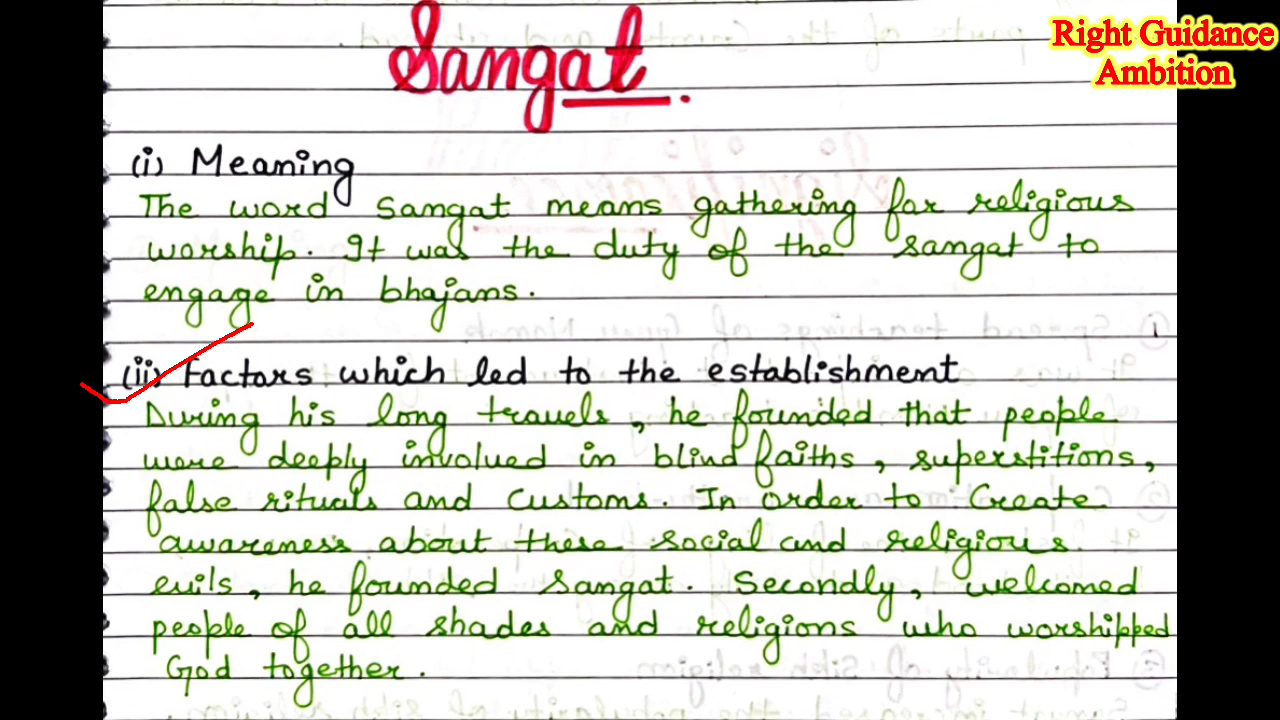 Right Guidance
Ambition
Sangat.
(i) Meaning
The word Sangat means gathering for religious
worship. It was the duty of the sangat to
engage in bhajans.
(ii) Factors which led to the establishment
During his long travels, he founded that people
were deeply involved in blind faiths, superstitions,
false rituals and customs. In order to Create
awareness about these social and religious
evils, he founded Sangat. Secondly, welcomed
people of all shades and religions who worshipped
God together.